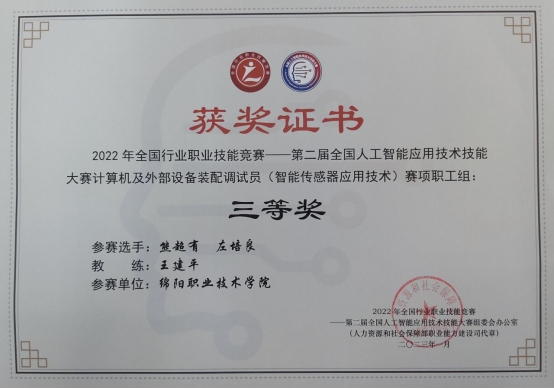 获奖证书
2022 年全国行业职业技能竞赛——第二届全国人工智能应用技术技能
大赛计算机及外部设备装配调试员（智能传感器应用技术）赛项职工组：
三等奖
参赛选手：熊超有 左培良
教 练：王建平
参赛单位：绵阳职业技术学院
2022 年全国行业职业技能竞赛
——第二届全国人工智能应用技术技能大赛组委会办公室
（人力资源和社会保障部职业能力建设司代章）
二〇二三年一月